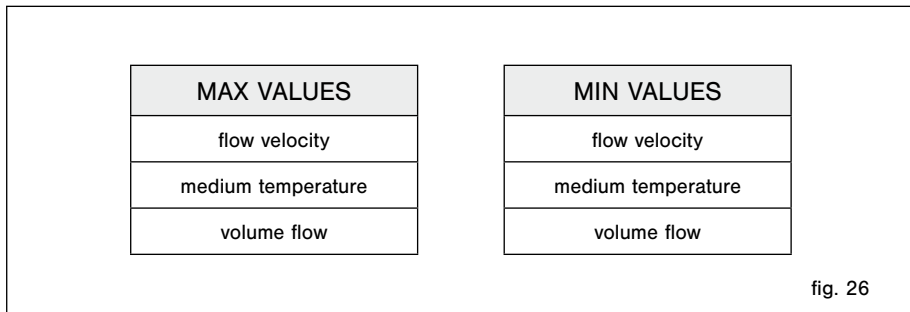 MAX VALUES
flow velocity
medium temperature
volume flow
MIN VALUES
flow velocity
medium temperature
volume flow
fig. 26